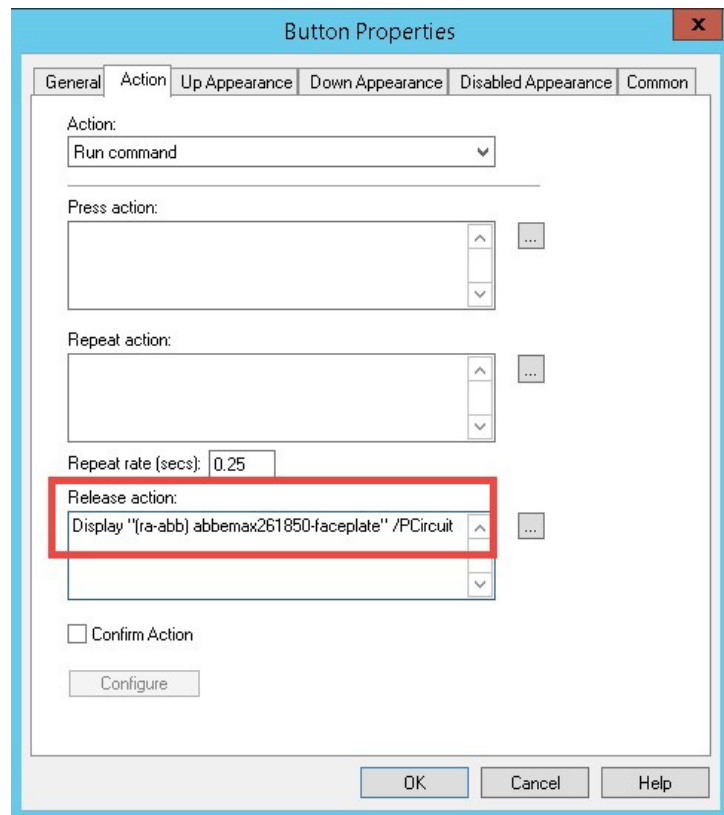 Button Properties
x
General Action Up Appearance Down Appearance Disabled Appearance Common
Action:
Run command
Press action:
...
Repeat action:
...
Repeat rate (secs): 0.25
Release action:
Display "(ra-abb) abbemax261850-faceplate" /PCircuit
...
Confirm Action
Configure
OK Cancel Help